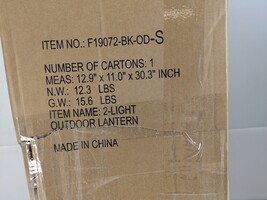 ITEM NO.: F19072-BK-OD-S
NUMBER OF CARTONS: 1
MEAS: 12.9" x 11.0" x 30.3" INCH
N.W.: 12.3 LBS
G.W.: 15.6 LBS
ITEM NAME: 2-LIGHT
OUTDOOR LANTERN
MADE IN CHINA